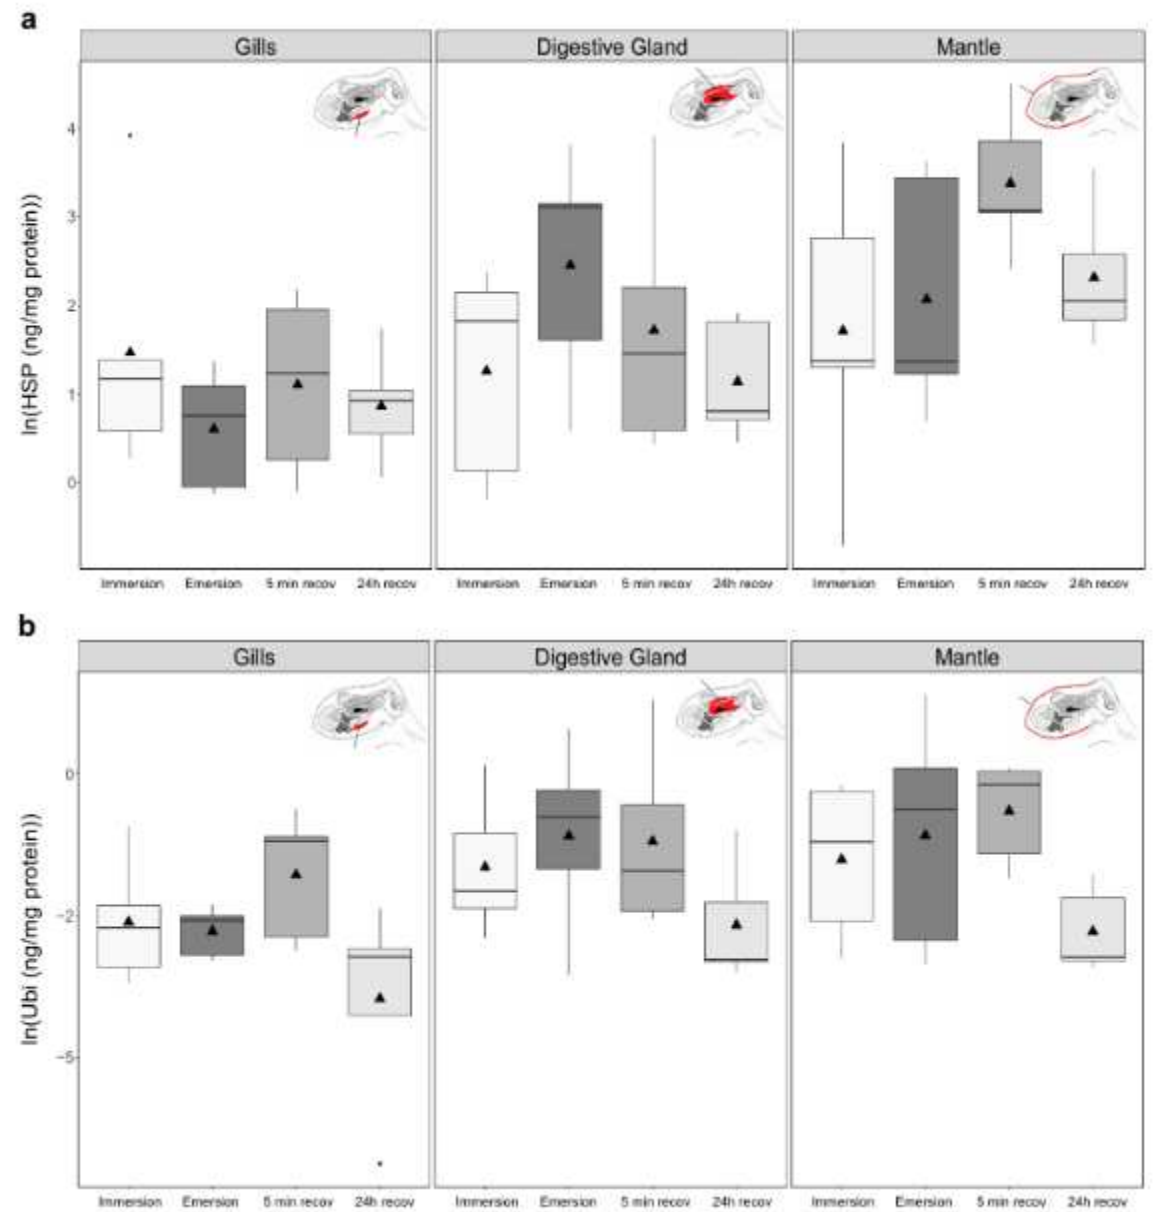 a
Gills Digestive Gland Mantle
4
3
2
1
0
ln(HSP (ng/mg protein))
Immersion Emersion 5 min recov 24h recov Immersion Emersion 5 min recov 24h recov Immersion Emersion 5 min recov 24h recov
b
Gills Digestive Gland Mantle
0
-2
-5
ln(Ubi (ng/mg protein))
Immersion Emersion 5 min recov 24h recov Immersion Emersion 5 min recov 24h recov Immersion Emersion 5 min recov 24h recov